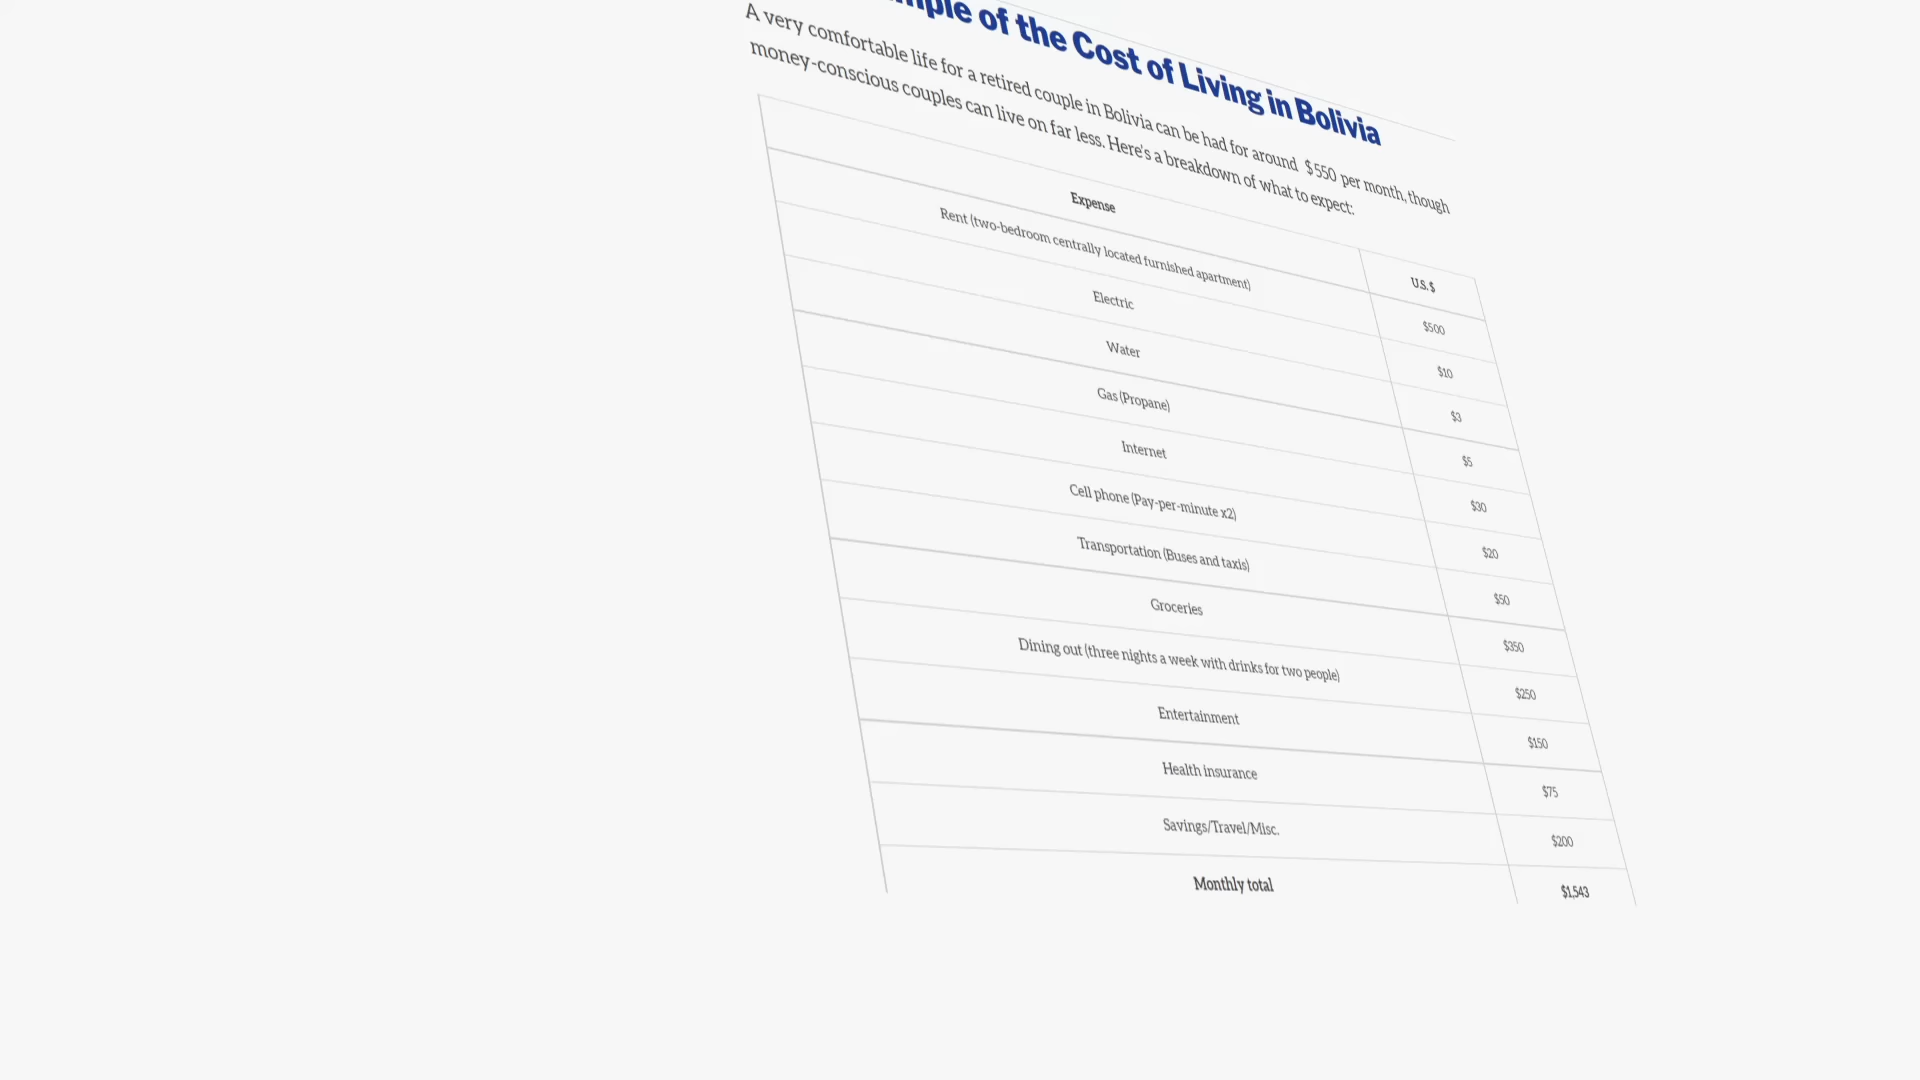 of the Cost of Living in Bolivia
A very comfortable life for a retired couple in Bolivia can be had for around $550 per month, though
money-conscious couples can live on far less. Here's a breakdown of what to expect:
Expense U.S. $
Rent (two-bedroom centrally located furnished apartment) $500
Electric $10
Water $3
Gas (Propane) $5
Internet $30
Cell phone (Pay-per-minute x2) $20
Transportation (Buses and taxis) $50
Groceries $350
Dining out (three nights a week with drinks for two people) $250
Entertainment $150
Health insurance $75
Savings/Travel/Misc. $200
Monthly total $1,543